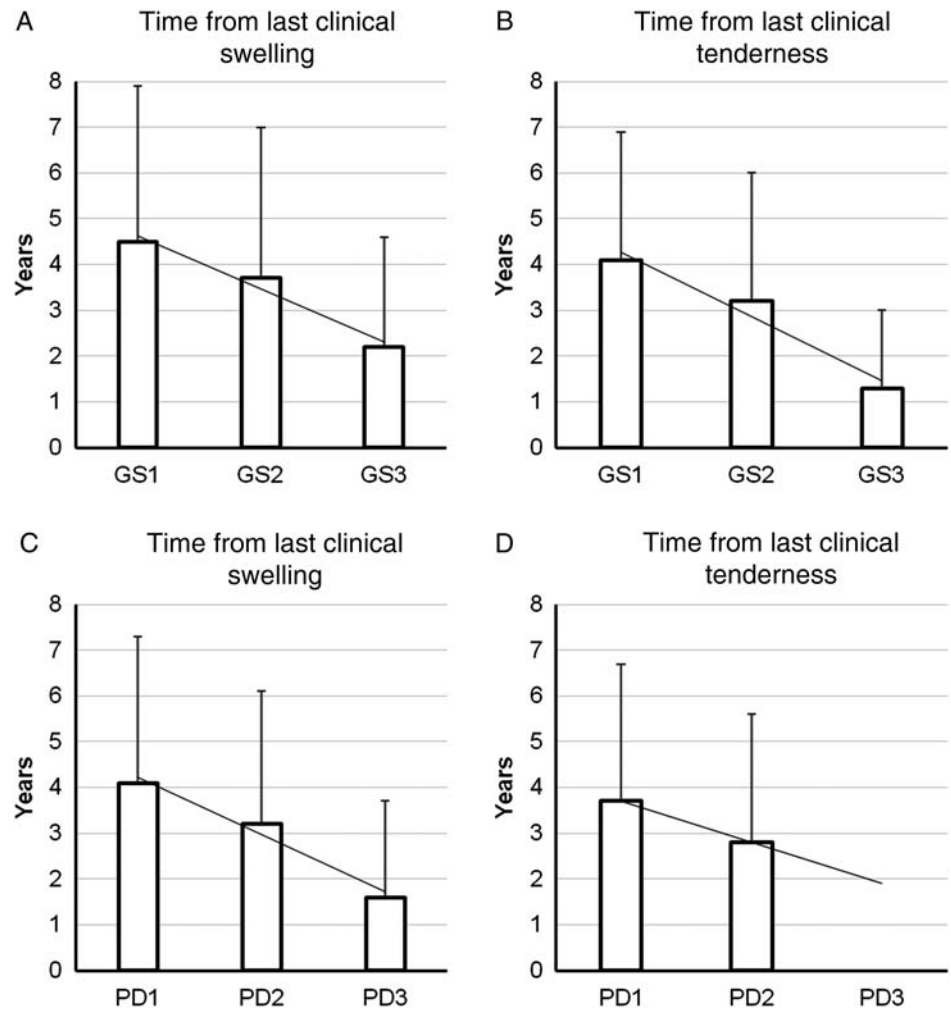 A
Time from last clinical
swelling
8
7
6
5
4
3
2
1
0
Years
GS1 GS2 GS3
B
Time from last clinical
tenderness
8
7
6
5
4
3
2
1
0
Years
GS1 GS2 GS3
C
Time from last clinical
swelling
8
7
6
5
4
3
2
1
0
Years
PD1 PD2 PD3
D
Time from last clinical
tenderness
8
7
6
5
4
3
2
1
0
Years
PD1 PD2 PD3